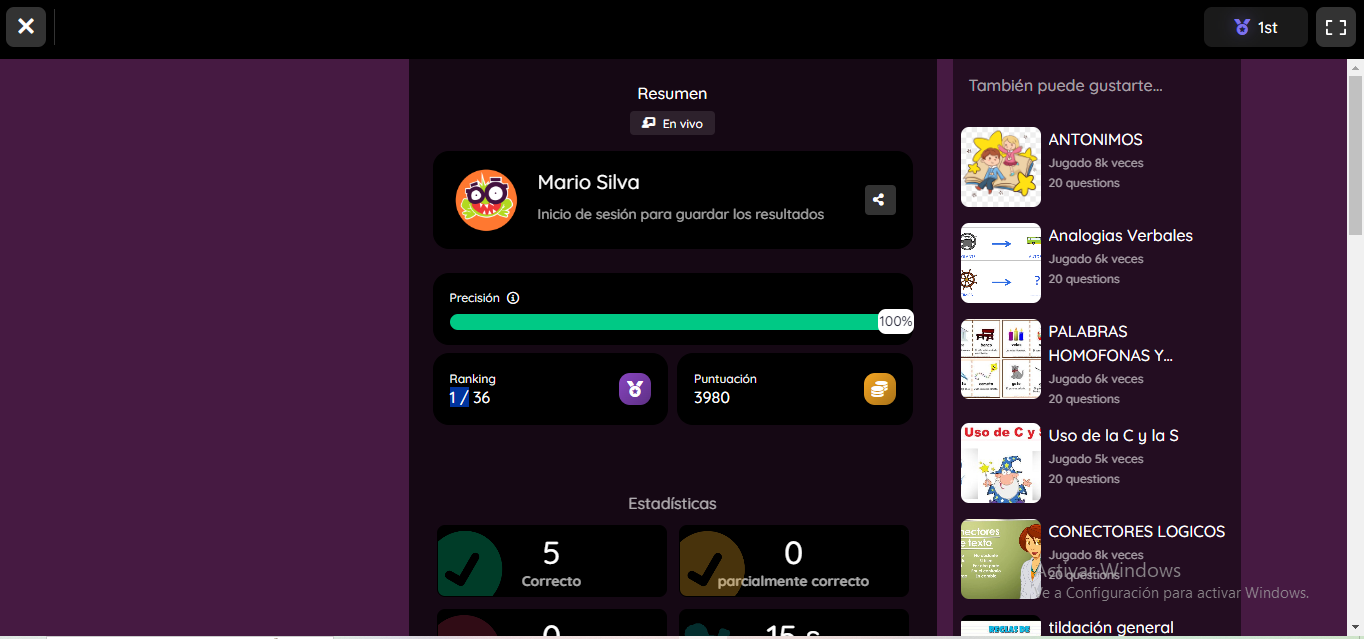 1st
Resumen
En vivo
Mario Silva
Inicio de sesión para guardar los resultados
Precisión
100%
Ranking
1 / 36
Puntuación
3980
Estadísticas
5
Correcto
0
parcialmente correcto
0
15 s
También puede gustarte...
ANTONIMOS
Jugado 8k veces
20 questions
Analogias Verbales
Jugado 6k veces
20 questions
PALABRAS
HOMOFONAS Y...
Jugado 6k veces
20 questions
Uso de C y
Uso de la C y la S
Jugado 5k veces
20 questions
CONECTORES LOGICOS
Jugado 8k veces
20 questions
REGLAS DE
tildación general
Activar Windows
Ve a Configuración para activar Windows.